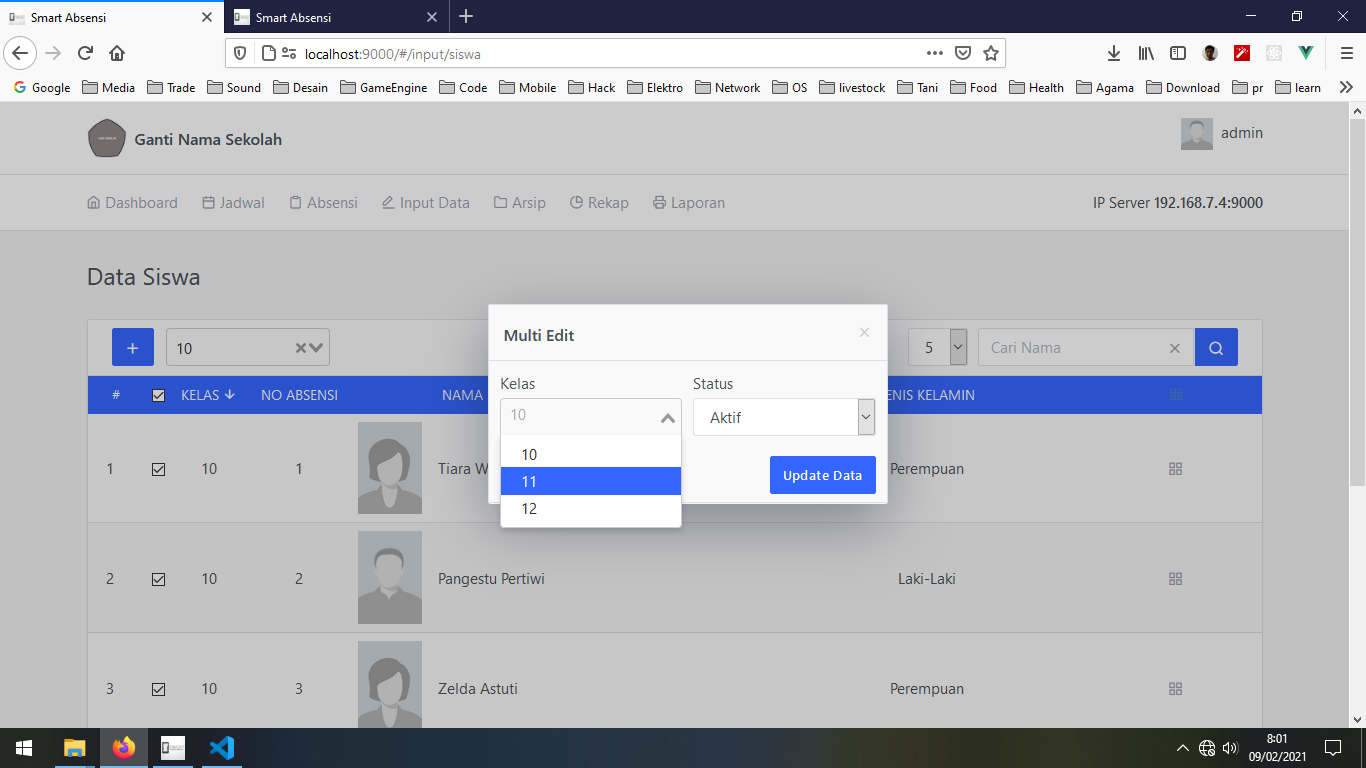 Smart Absensi
Smart Absensi
localhost:9000/#/input/siswa
Google Media Trade Sound Desain GameEngine Code Mobile Hack Elektro Network OS livestock Tani Food Health Agama Download pr learn
Ganti Nama Sekolah
admin
Dashboard Jadwal Absensi Input Data Arsip Rekap Laporan
IP Server 192.168.7.4:9000
Data Siswa
+ 10 5 Cari Nama
# KELAS NO ABSENSI NAMA ENIS KELAMIN
1 10 1 Tiara W Perempuan
2 10 2 Pangestu Pertiwi Laki-Laki
3 10 3 Zelda Astuti Perempuan
Multi Edit
Kelas Status
10 Aktif
10
11
12
Update Data
8:01
09/02/2021